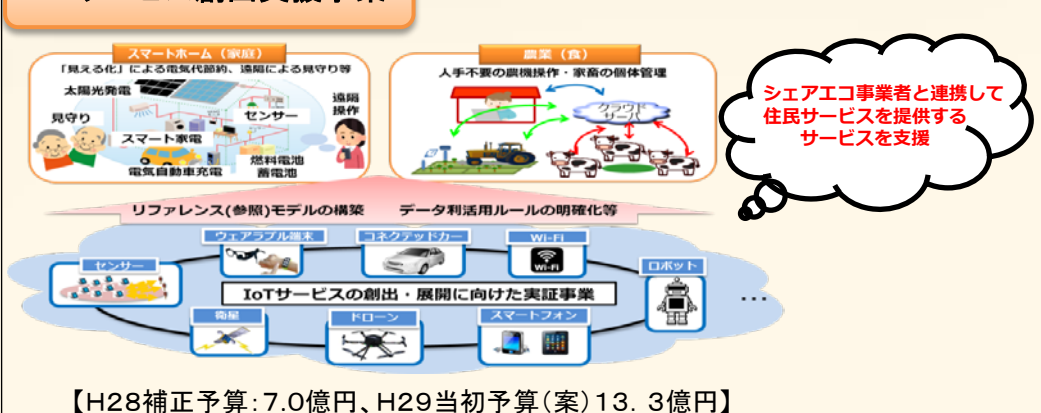 サービス創出支援事業
スマートホーム（家庭）
「見える化」による電気代節約、遠隔による見守り等
太陽光発電
見守り
センサー
遠隔
操作
スマート家電
燃料電池
蓄電池
電気自動車充電
農業（食）
人手不要の農機操作・家畜の個体管理
クラウド
サーバ
シェアエコ事業者と連携して
住民サービスを提供する
サービスを支援
リファレンス(参照)モデルの構築　データ利活用ルールの明確化等
ウェアラブル端末
コネクテッドカー
Wi-Fi
Wi-Fi
センサー
ロボット
IoTサービスの創出・展開に向けた実証事業
…
衛星
ドローン
スマートフォン
【H28補正予算:7.0億円、H29当初予算(案)13．3億円】